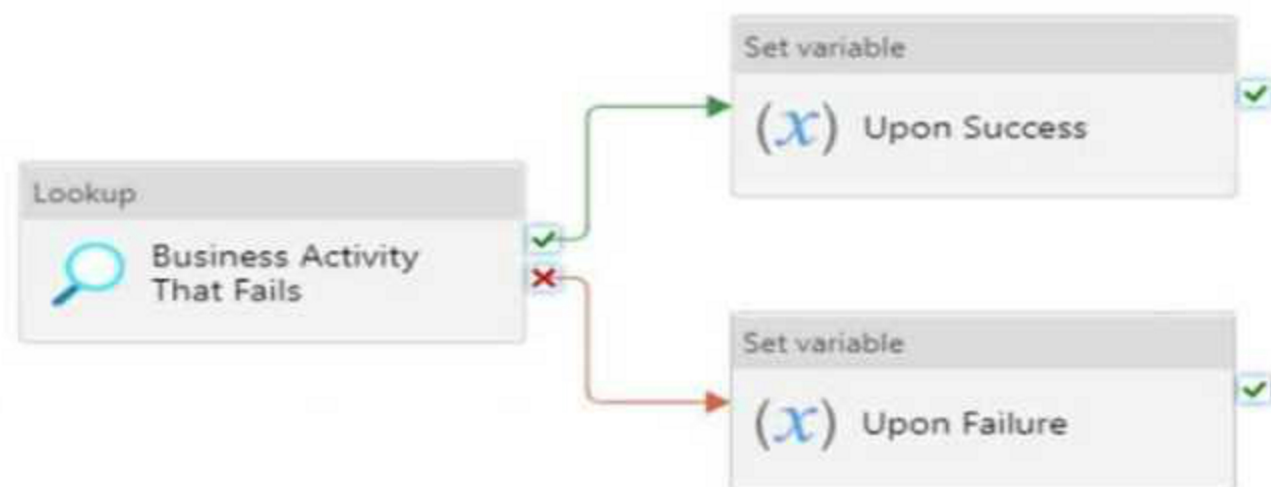 Set variable
(x) Upon Success
Lookup
Business Activity
That Fails
Set variable
(x) Upon Failure